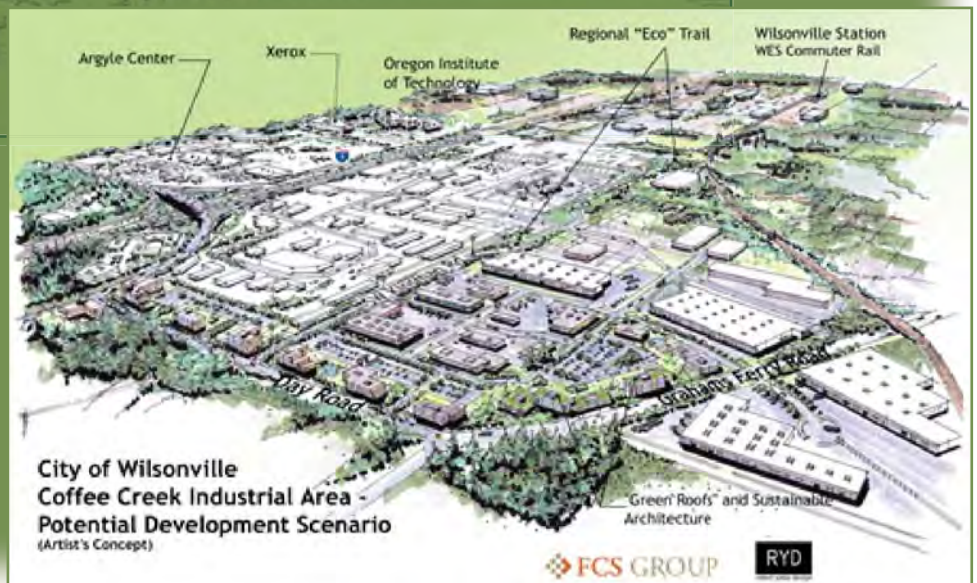 Argyle Center
Xerox
Oregon Institute
of Technology
Regional "Eco" Trail
Wilsonville Station
WES Commuter Rail
5
Day Road
Grahams Ferry Road
City of Wilsonville
Coffee Creek Industrial Area -
Potential Development Scenario
(Artist's Concept)
"Green Roofs" and Sustainable
Architecture
FCS GROUP
RYD